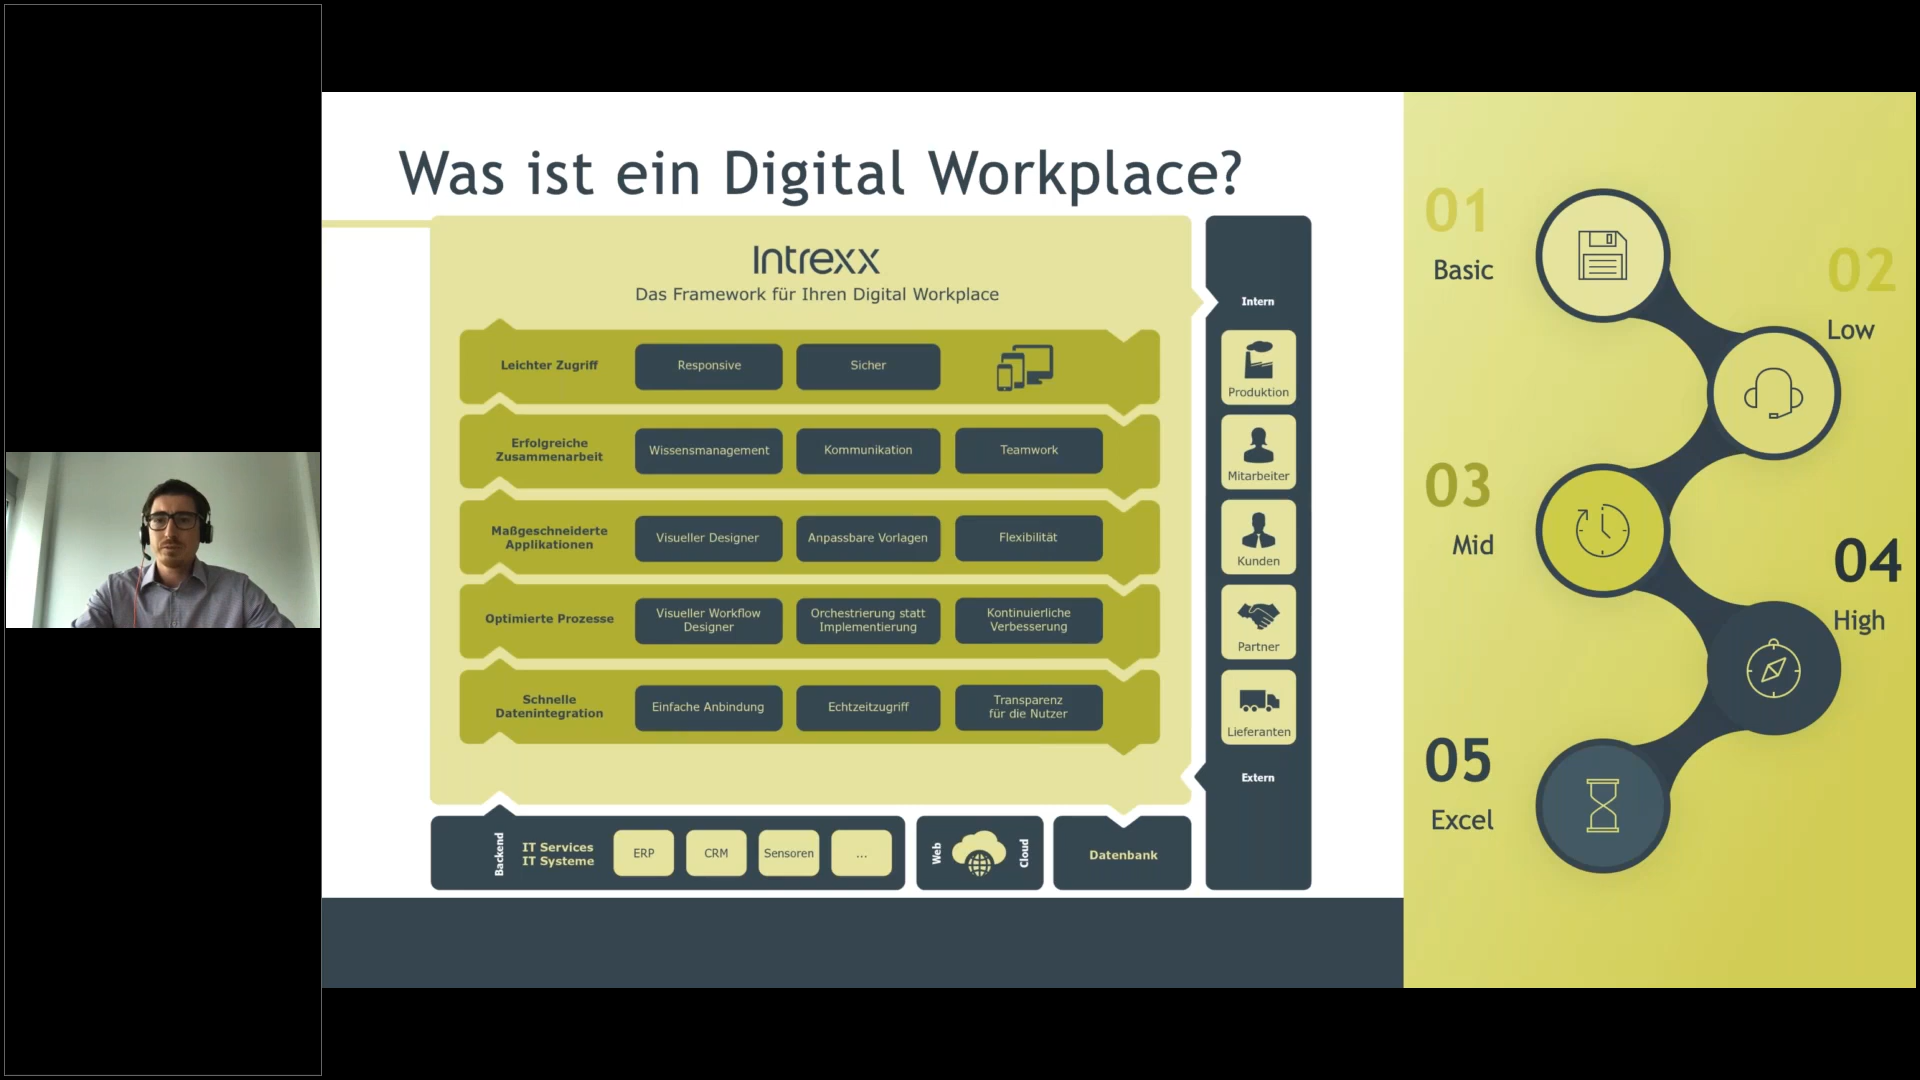 Was ist ein Digital Workplace?
Intrexx
Das Framework für Ihren Digital Workplace
Leichter Zugriff
Responsive
Sicher
Erfolgreiche
Zusammenarbeit
Wissensmanagement
Kommunikation
Teamwork
Maßgeschneiderte
Applikationen
Visueller Designer
Anpassbare Vorlagen
Flexibilität
Optimierte Prozesse
Visueller Workflow
Designer
Orchestrierung statt
Implementierung
Kontinuierliche
Verbesserung
Schnelle
Datenintegration
Einfache Anbindung
Echtzeitzugriff
Transparenz
für die Nutzer
Backend
IT Services
IT Systeme
ERP
CRM
Sensoren
...
Web
Cloud
Datenbank
Intern
Produktion
Mitarbeiter
Kunden
Partner
Lieferanten
Extern
01
Basic
02
Low
03
Mid
04
High
05
Excel